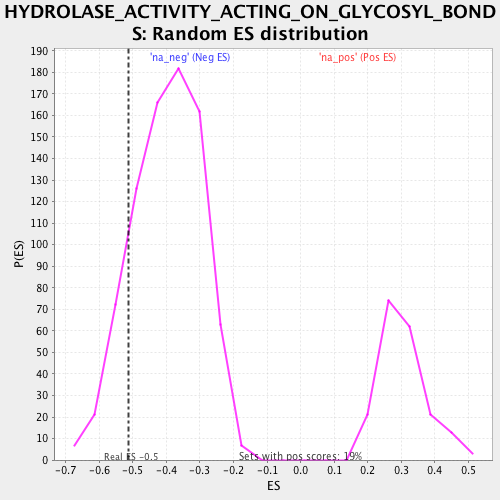 HYDROLASE_ACTIVITY_ACTING_ON_GLYCOSYL_BOND
S: Random ES distribution
'na_neg' (Neg ES) 'na_pos' (Pos ES)
190
180
170
160
150
140
130
120
110
100
90
80
70
60
50
40
30
20
10
0
P(ES)
Real ES -0.5 Sets with pos scores: 19%
-0.7 -0.6 -0.5 -0.4 -0.3 -0.2 -0.1 0.0 0.1 0.2 0.3 0.4 0.5
ES